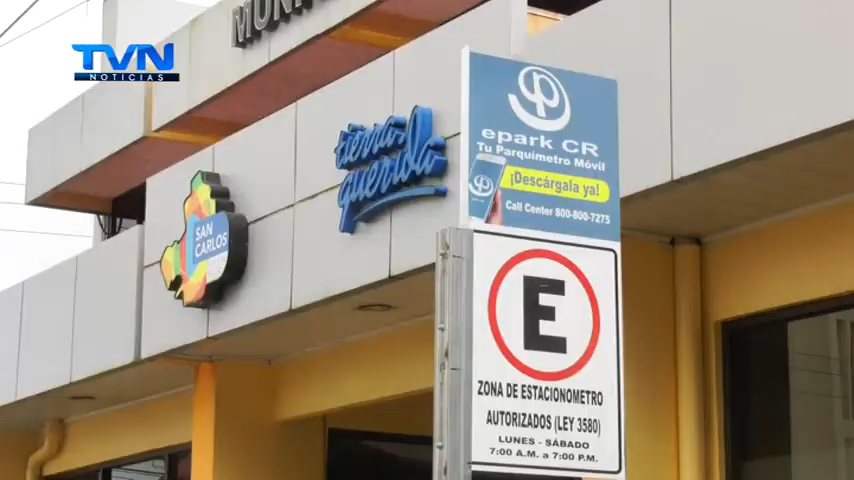 TVN
NOTICIAS
tierra
querida
SAN
CARLOS
epark CR
Tu Parquímetro Móvil
¡Descárgala ya!
Call Center 800-800-7275
E
ZONA DE ESTACIONOMETRO
AUTORIZADOS (LEY 3580)
LUNES - SÁBADO
7:00 A.M. a 7:00 P.M.